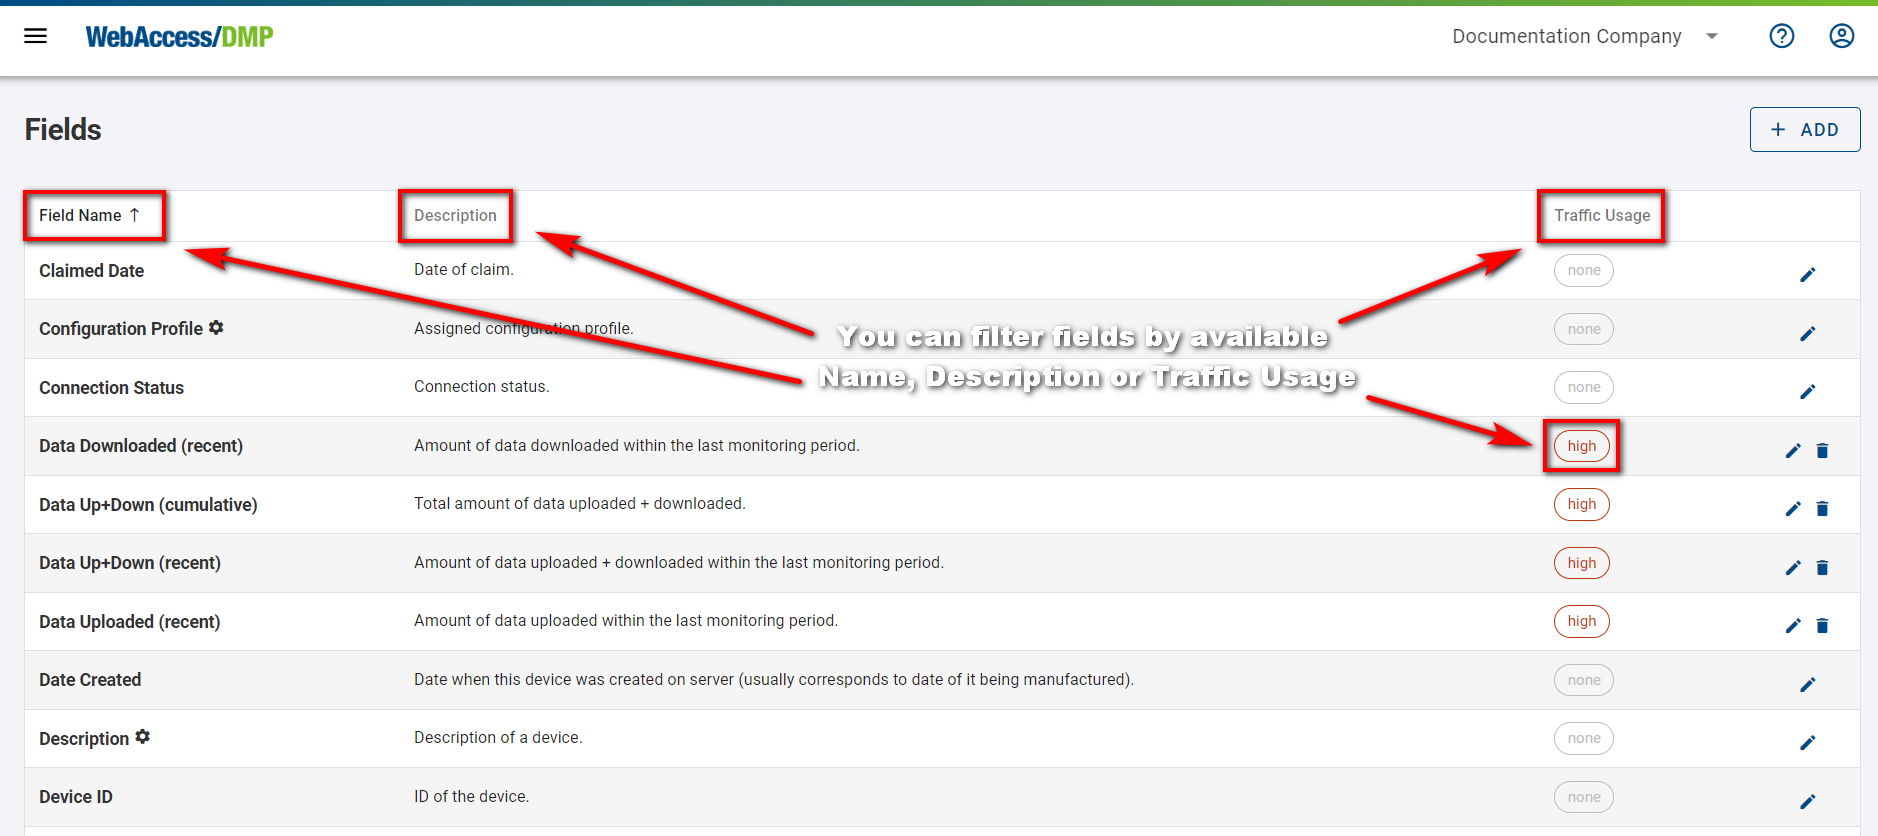 WebAccess/DMP
Documentation Company
Fields
+ ADD
Field Name ↑ Description Traffic Usage
Claimed Date Date of claim. none
Configuration Profile Assigned configuration profile. none
You can filter fields by available
Name, Description or Traffic Usage
Connection Status Connection status. none
Data Downloaded (recent) Amount of data downloaded within the last monitoring period. high
Data Up+Down (cumulative) Total amount of data uploaded + downloaded. high
Data Up+Down (recent) Amount of data uploaded + downloaded within the last monitoring period. high
Data Uploaded (recent) Amount of data uploaded within the last monitoring period. high
Date Created Date when this device was created on server (usually corresponds to date of it being manufactured). none
Description Description of a device. none
Device ID ID of the device. none